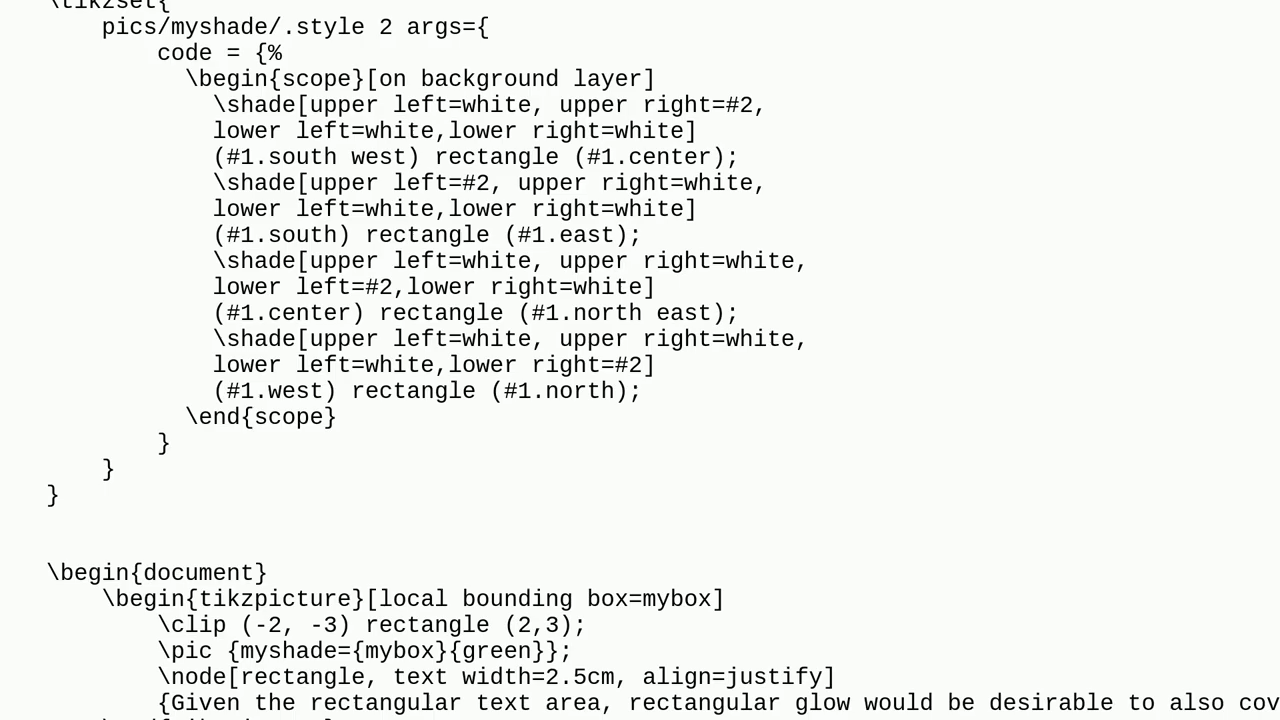 \tikzset{
pics/myshade/.style 2 args={
code = {%
\begin{scope}[on background layer]
\shade[upper left=white, upper right=#2,
lower left=white,lower right=white]
(#1.south west) rectangle (#1.center);
\shade[upper left=#2, upper right=white,
lower left=white,lower right=white]
(#1.south) rectangle (#1.east);
\shade[upper left=white, upper right=white,
lower left=#2,lower right=white]
(#1.center) rectangle (#1.north east);
\shade[upper left=white, upper right=white,
lower left=white,lower right=#2]
(#1.west) rectangle (#1.north);
\end{scope}
}
}
}
\begin{document}
\begin{tikzpicture}[local bounding box=mybox]
\clip (-2, -3) rectangle (2,3);
\pic {myshade={mybox}{green}};
\node[rectangle, text width=2.5cm, align=justify]
{Given the rectangular text area, rectangular glow would be desirable to also cov